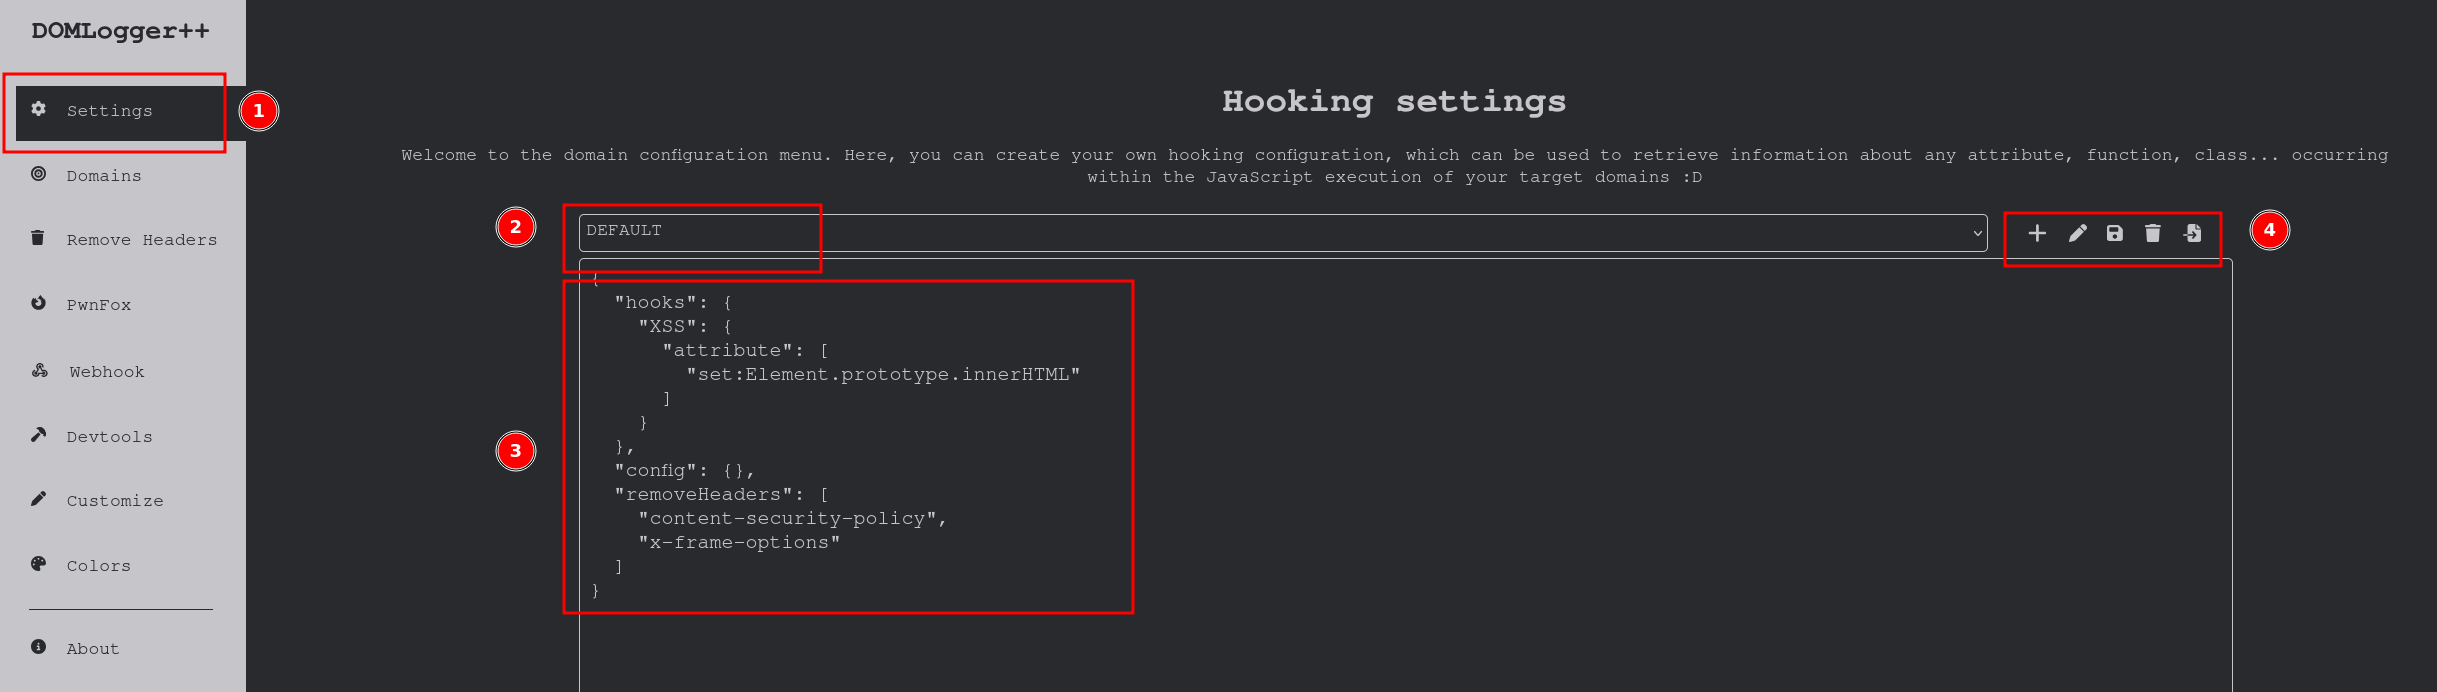 DOMLogger++
Settings
1
Domains
Remove Headers
PwnFox
Webhook
Devtools
Customize
Colors
About
Hooking settings
Welcome to the domain configuration menu. Here, you can create your own hooking configuration, which can be used to retrieve information about any attribute, function, class... occurring
within the JavaScript execution of your target domains :D
2
DEFAULT
4
3
{
"hooks": {
"XSS": {
"attribute": [
"set:Element.prototype.innerHTML"
]
}
},
"config": {},
"removeHeaders": [
"content-security-policy",
"x-frame-options"
]
}